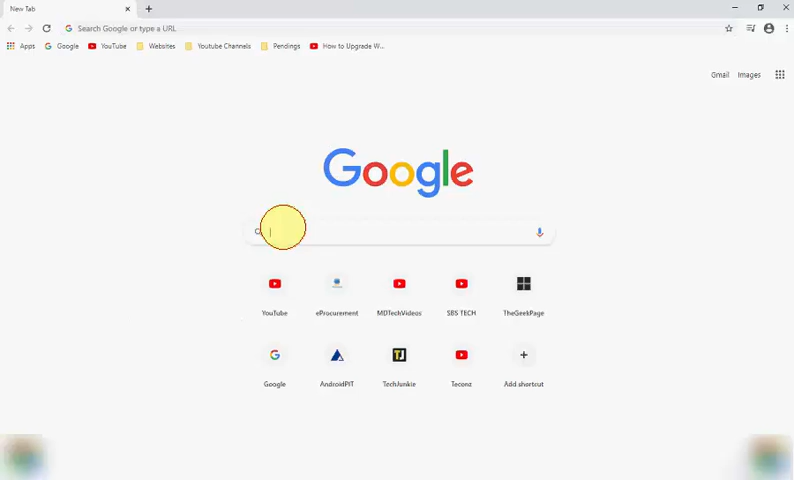 New Tab
Search Google or type a URL
Apps Google YouTube Websites Youtube Channels Pendings How to Upgrade W...
Gmail Images
Google
YouTube eProcurement MDTechVideos SBS TECH TheGeekPage
TJ
Google AndroidPIT TechJunkie Teconz Add shortcut